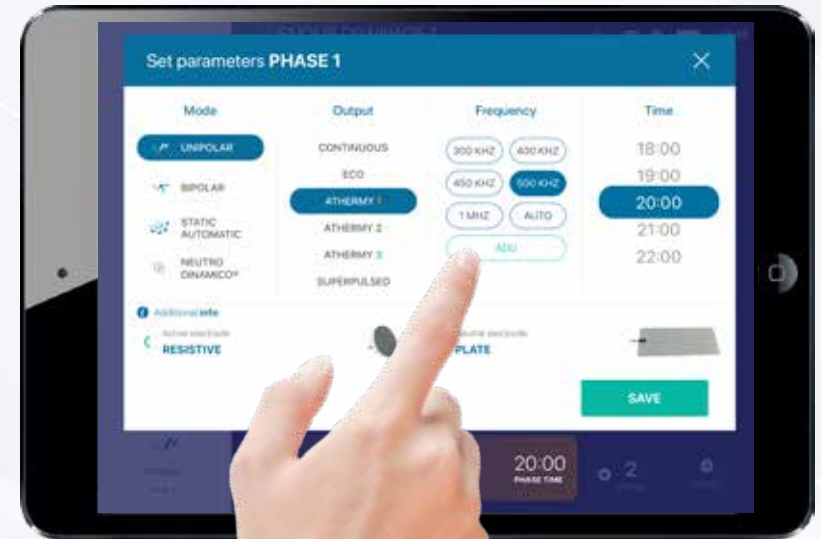 Set parameters PHASE 1
Mode
UNIPOLAR
BIPOLAR
STATIC
AUTOMATIC
NEUTRO
DINAMICO®
Output
CONTINUOUS
ECO
ATHERMY 1
ATHERMY 2
ATHERMY 3
SUPERPULSED
Frequency
300 KHZ
400 KHZ
450 KHZ
500 KHZ
1 MHZ
AUTO
ADD
Time
18:00
19:00
20:00
21:00
22:00
Additional info
Active electrode
RESISTIVE
electrode
PLATE
SAVE
20:00
PHASE TIME
2